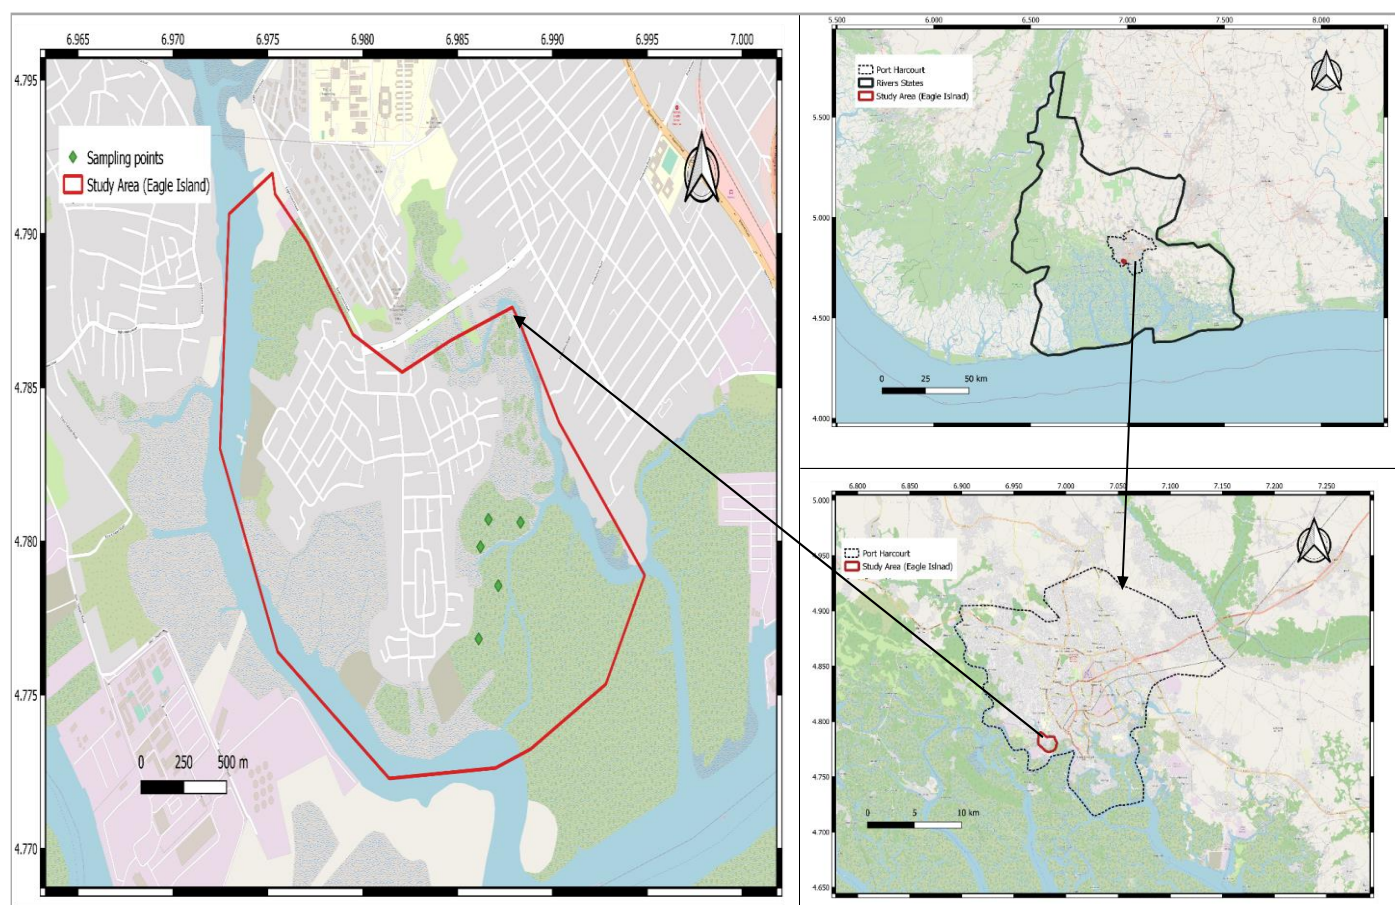 6.965 6.970 6.975 6.980 6.985 6.990 6.995 7.000
4.795
4.790
4.785
4.780
4.775
4.770
Sampling points
Study Area (Eagle Island)
0 250 500 m
5.500 6.000 6.500 7.000 7.500 8.000
5.500
5.000
4.500
4.000
Port Harcourt
Rivers States
Study Area (Eagle Islnad)
0 25 50 km
6.800 6.850 6.900 6.950 7.000 7.050 7.100 7.150 7.200 7.250
5.000
4.950
4.900
4.850
4.800
4.750
4.700
4.650
Port Harcourt
Study Area (Eagle Islnad)
0 5 10 km